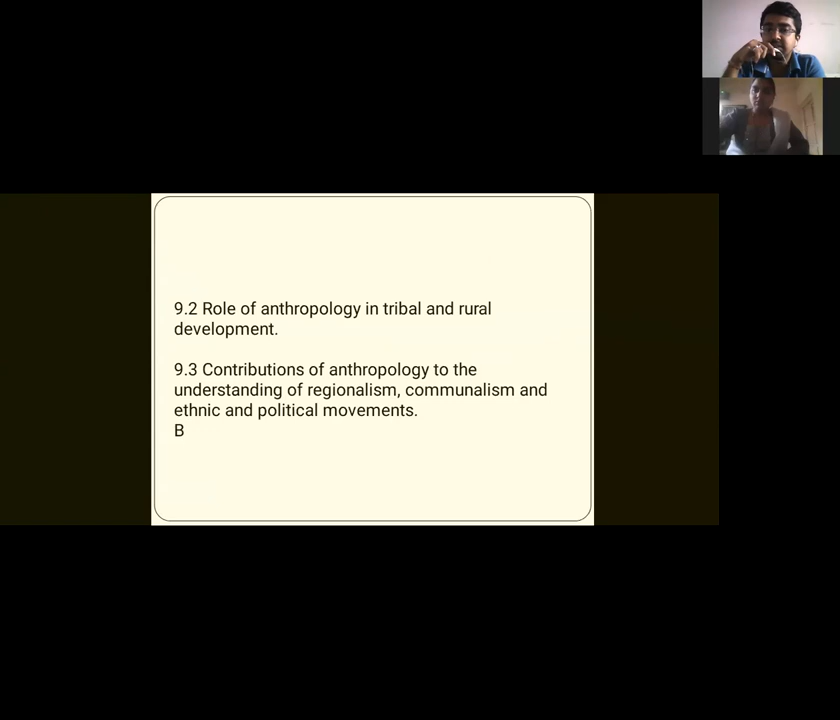 9.2 Role of anthropology in tribal and rural
development.
9.3 Contributions of anthropology to the
understanding of regionalism, communalism and
ethnic and political movements.
B